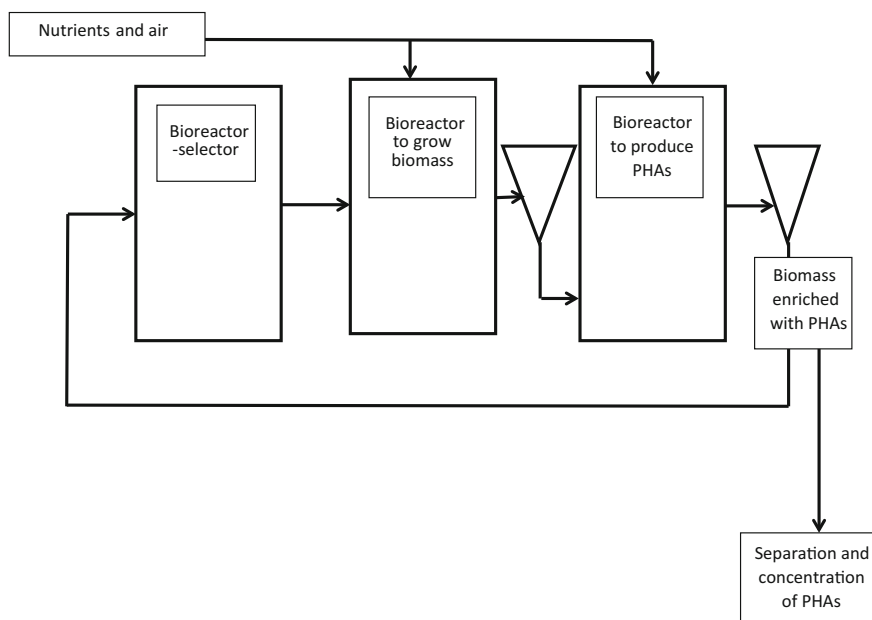 Nutrients and air
Bioreactor
-selector
Bioreactor
to grow
biomass
Bioreactor
to produce
PHAs
Biomass
enriched
with PHAs
Separation and
concentration
of PHAs